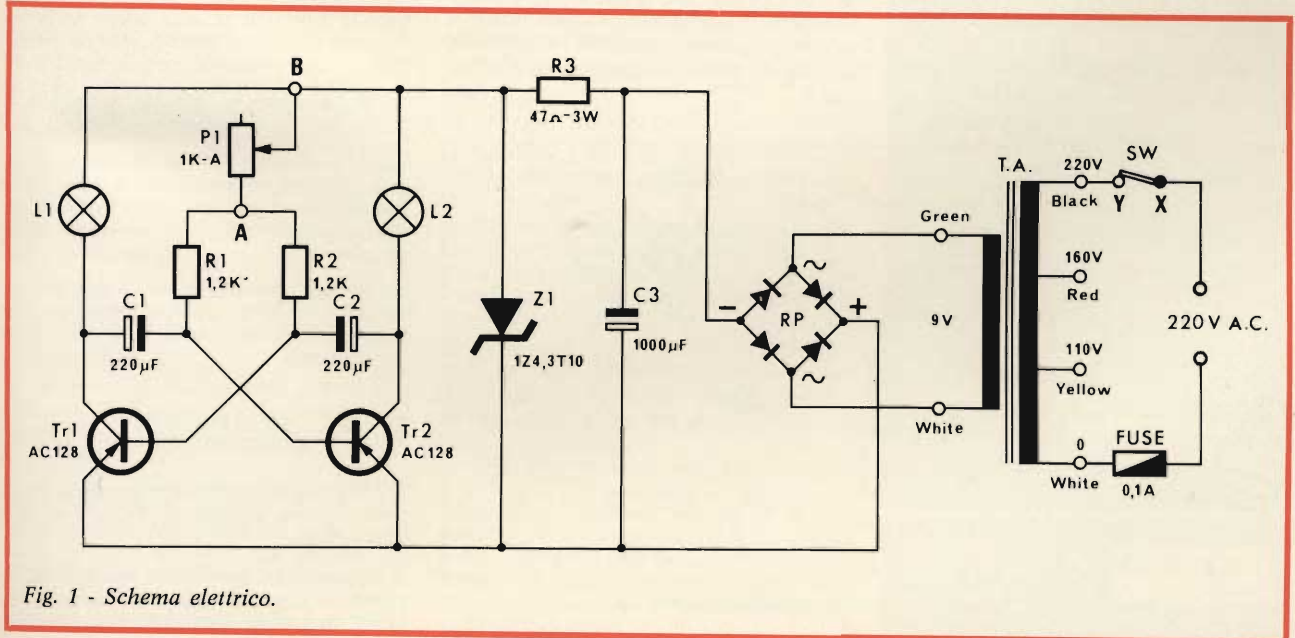 B
R3
47Ω-3W
P1
1K-A
L1
A
L2
R1
1,2K
R2
1,2K
C1
220µF
C2
220µF
Tr1
AC128
Tr2
AC128
Z1
1Z4,3T10
C3
1000µF
−
RP
+
Green
White
9V
T.A.
220V
Black
SW
Y
X
160V
Red
110V
Yellow
0
White
FUSE
0,1A
220V A.C.
Fig. 1 - Schema elettrico.